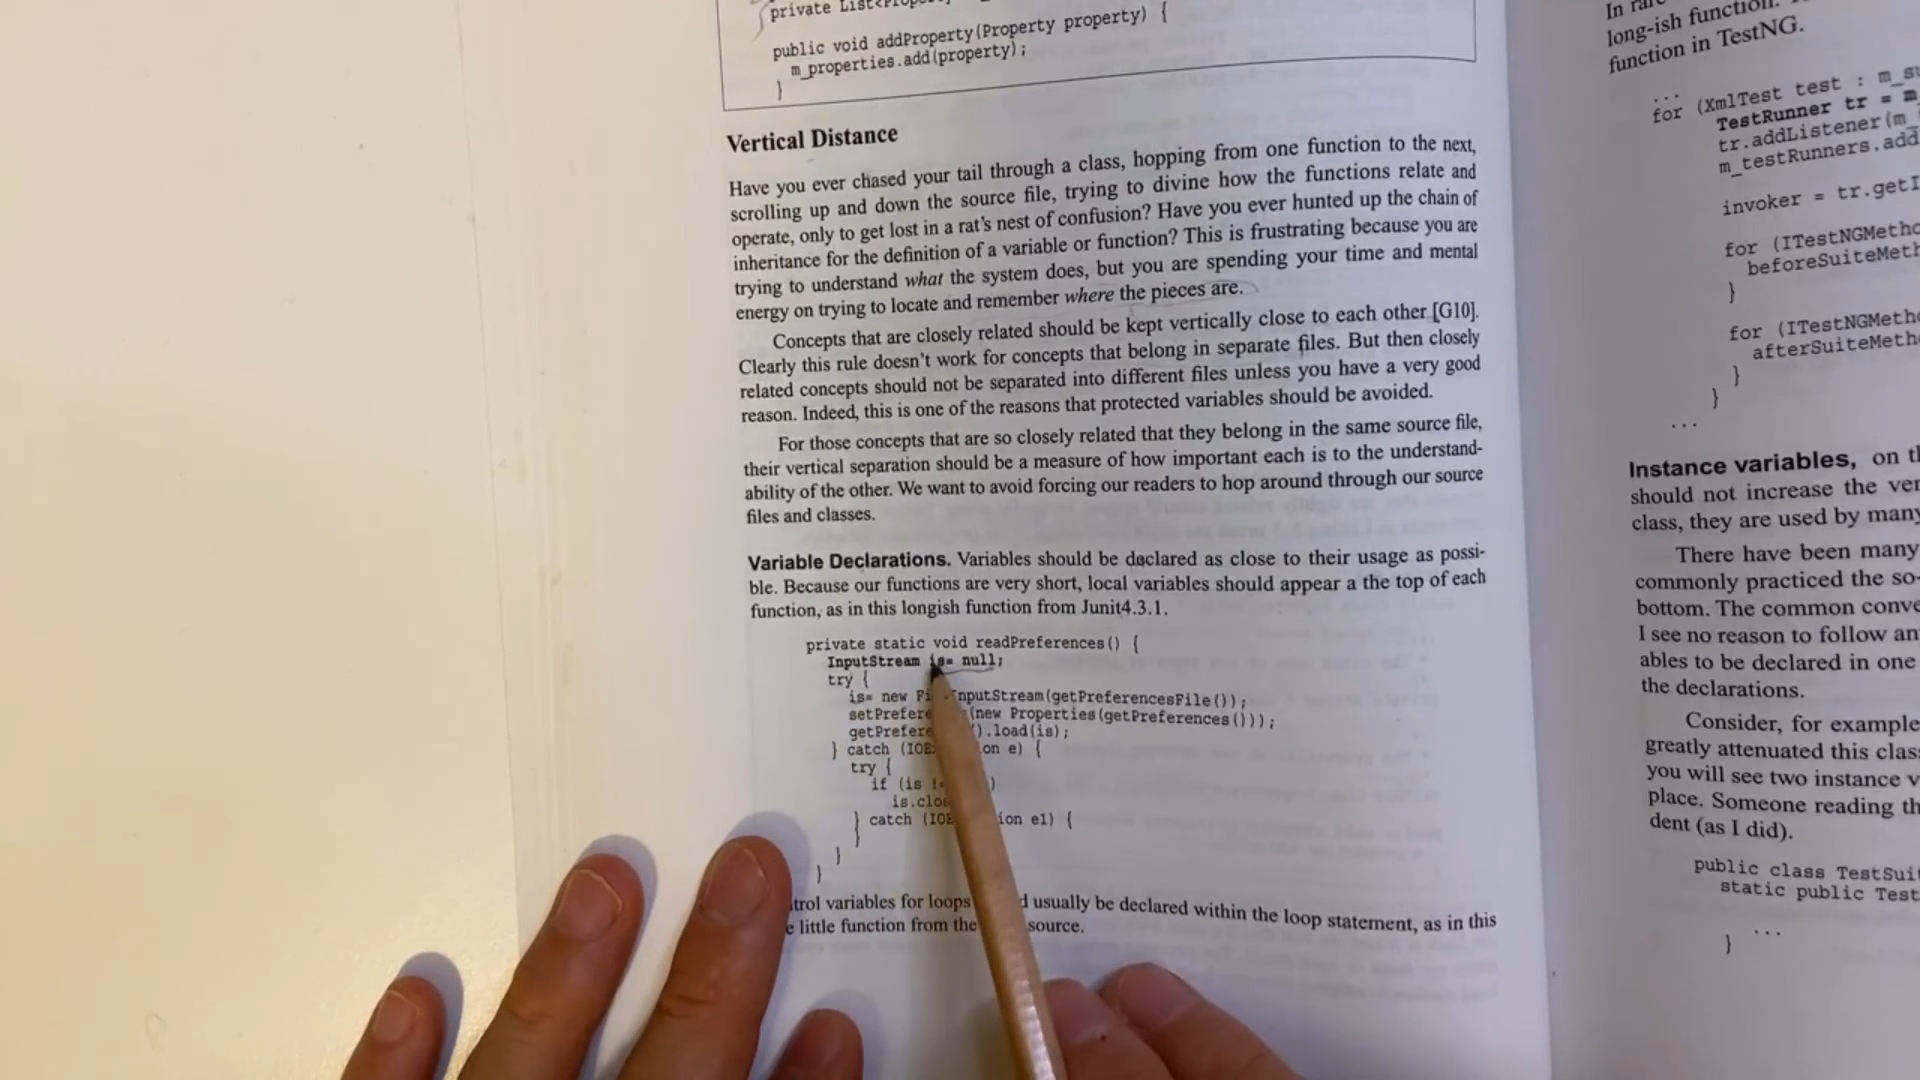 private List<Prope
public void addProperty(Property property) {
m_properties.add(property);
}
Vertical Distance
Have you ever chased your tail through a class, hopping from one function to the next,
scrolling up and down the source file, trying to divine how the functions relate and
operate, only to get lost in a rat's nest of confusion? Have you ever hunted up the chain of
inheritance for the definition of a variable or function? This is frustrating because you are
trying to understand what the system does, but you are spending your time and mental
energy on trying to locate and remember where the pieces are.
Concepts that are closely related should be kept vertically close to each other [G10].
Clearly this rule doesn't work for concepts that belong in separate files. But then closely
related concepts should not be separated into different files unless you have a very good
reason. Indeed, this is one of the reasons that protected variables should be avoided.
For those concepts that are so closely related that they belong in the same source file,
their vertical separation should be a measure of how important each is to the understand-
ability of the other. We want to avoid forcing our readers to hop around through our source
files and classes.
Variable Declarations. Variables should be declared as close to their usage as possi-
ble. Because our functions are very short, local variables should appear a the top of each
function, as in this longish function from Junit4.3.1.
private static void readPreferences() {
InputStream is= null;
try {
is= new Fi InputStream(getPreferencesFile());
setPrefere (new Properties(getPreferences()));
getPrefere ).load(is);
} catch (IOE on e) {
try {
if (is ! )
is.clo
} catch (IOE ion e1) {
}
}
}
trol variables for loops d usually be declared within the loop statement, as in this
e little function from the source.
In rare
long-ish function.
function in TestNG.
...
for (XmlTest test : m_su
TestRunner tr = m
tr.addListener(m_
m_testRunners.add
invoker = tr.getI
for (ITestNGMetho
beforeSuiteMeth
}
for (ITestNGMetho
afterSuiteMetho
}
}
...
Instance variables, on th
should not increase the ver
class, they are used by many
There have been many
commonly practiced the so-
bottom. The common conve
I see no reason to follow an
ables to be declared in one
the declarations.
Consider, for example
greatly attenuated this class
you will see two instance v
place. Someone reading th
dent (as I did).
public class TestSuit
static public Test
...
}